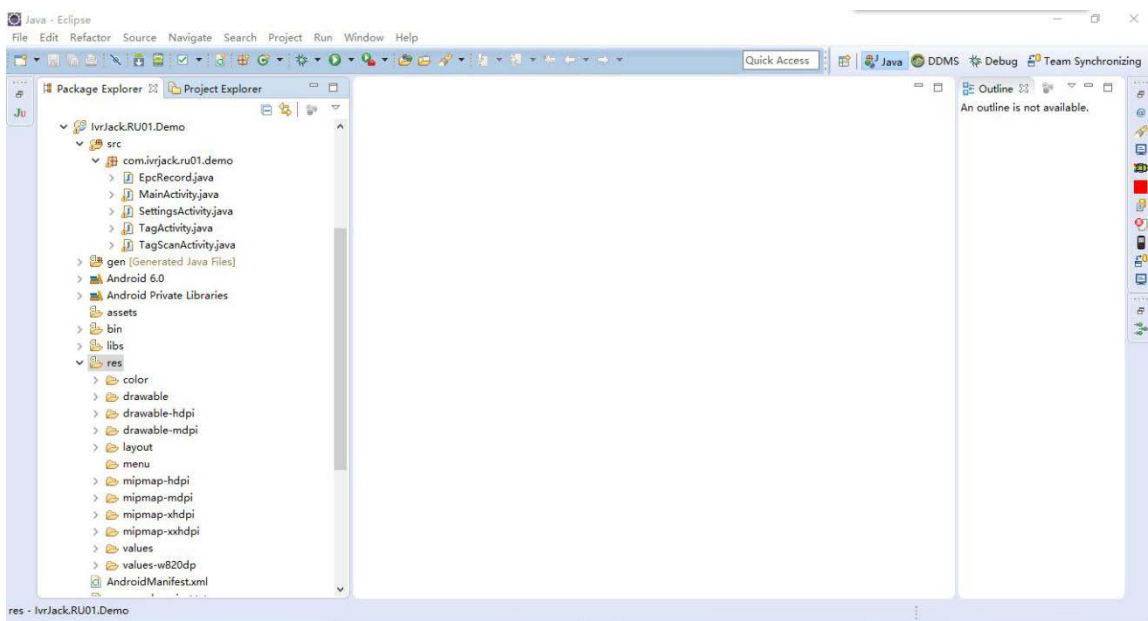 Java - Eclipse
File Edit Refactor Source Navigate Search Project Run Window Help
Quick Access Java DDMS Debug Team Synchronizing
Package Explorer Project Explorer
Outline
An outline is not available.
Ju
IvrJack.RU01.Demo
src
com.ivrjack.ru01.demo
EpcRecord.java
MainActivity.java
SettingsActivity.java
TagActivity.java
TagScanActivity.java
gen [Generated Java Files]
Android 6.0
Android Private Libraries
assets
bin
libs
res
color
drawable
drawable-hdpi
drawable-mdpi
layout
menu
mipmap-hdpi
mipmap-mdpi
mipmap-xhdpi
mipmap-xxhdpi
values
values-w820dp
AndroidManifest.xml
res - IvrJack.RU01.Demo